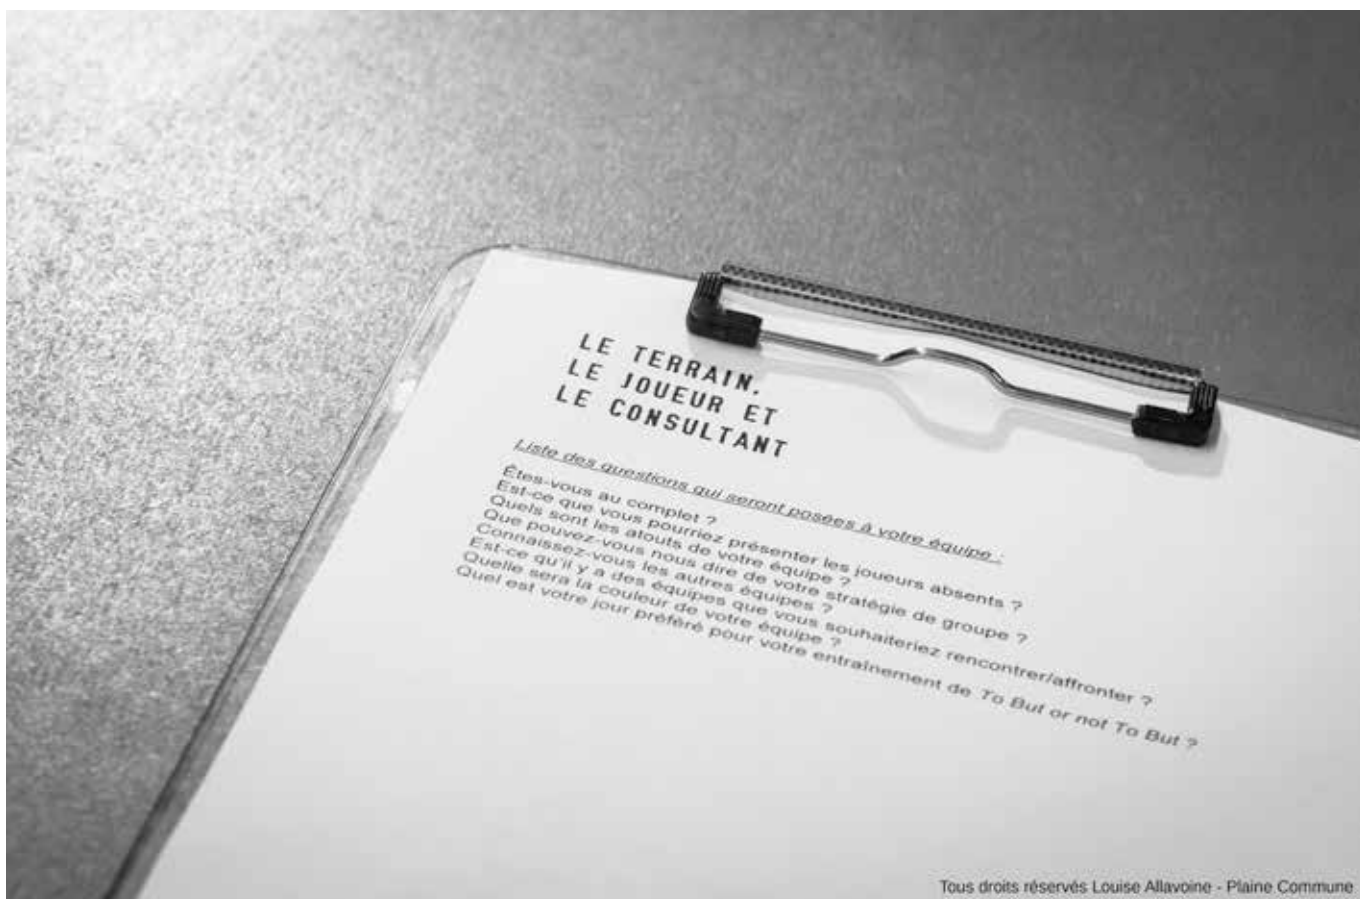 LE TERRAIN,
LE JOUEUR ET
LE CONSULTANT
Liste des questions qui seront posées à votre équipe :
Êtes-vous au complet ?
Est-ce que vous pourriez présenter les joueurs absents ?
Quels sont les atouts de votre équipe ?
Que pouvez-vous nous dire de votre stratégie de groupe ?
Connaissez-vous les autres équipes ?
Est-ce qu'il y a des équipes que vous souhaiteriez rencontrer/affronter ?
Quelle sera la couleur de votre équipe ?
Quel est votre jour préféré pour votre entraînement de To But or not To But ?
Tous droits réservés Louise Allavoine - Plaine Commune